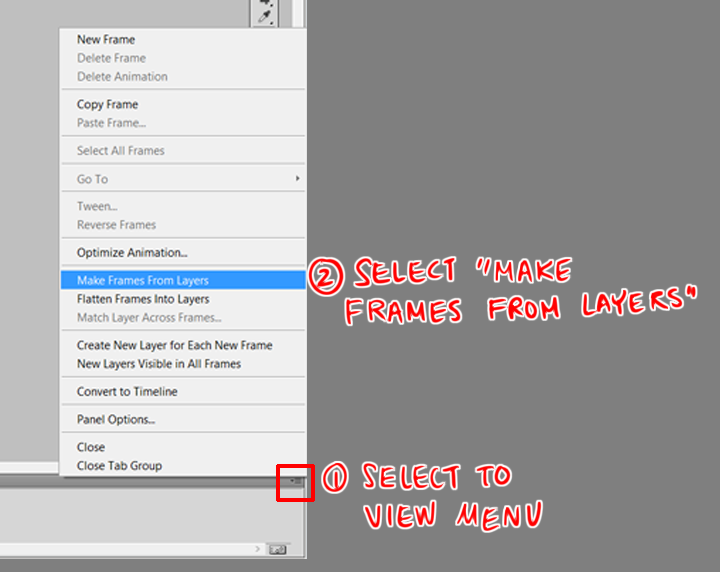 New Frame
Delete Frame
Delete Animation
Copy Frame
Paste Frame...
Select All Frames
Go To
Tween...
Reverse Frames
Optimize Animation...
Make Frames From Layers
Flatten Frames Into Layers
Match Layer Across Frames...
Create New Layer for Each New Frame
New Layers Visible in All Frames
Convert to Timeline
Panel Options...
Close
Close Tab Group
② SELECT "MAKE
FRAMES FROM LAYERS"
① SELECT TO
VIEW MENU